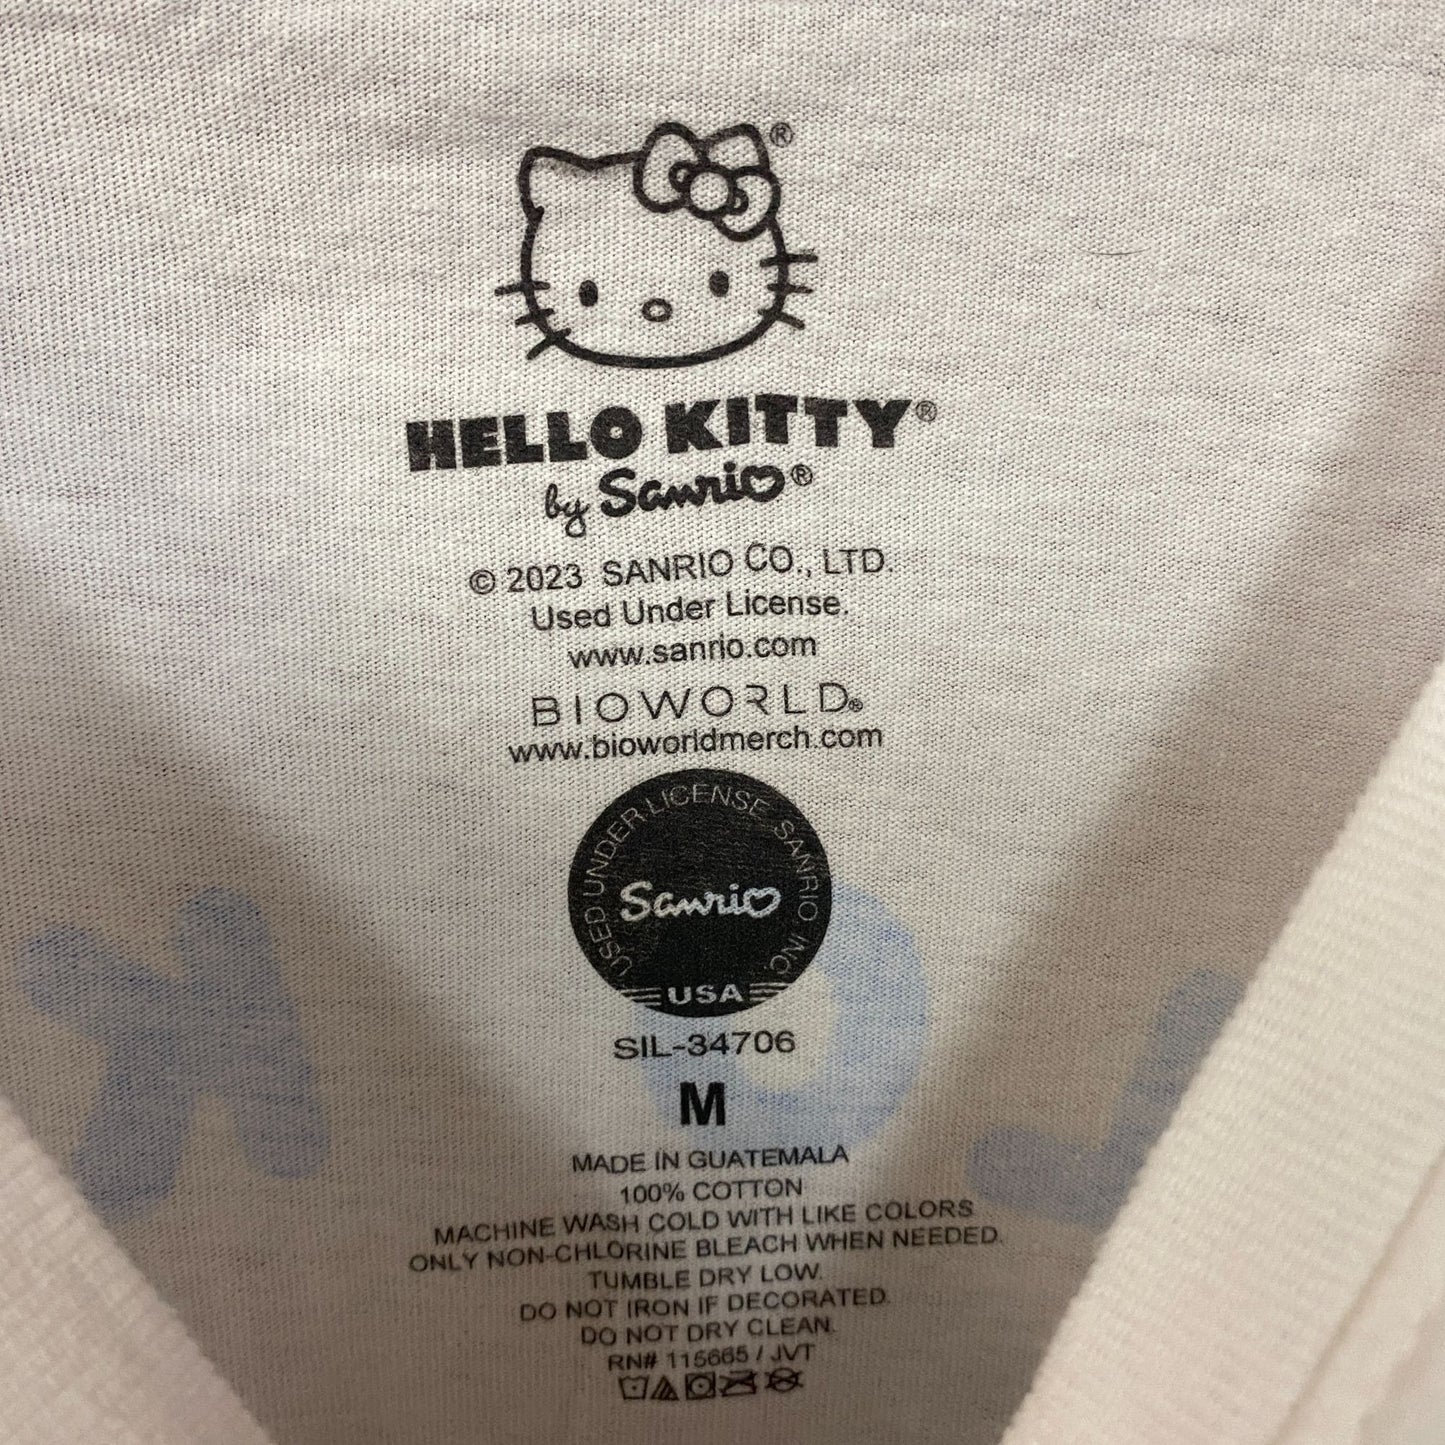 ®
HELLO KITTY®
by Sanrio®
© 2023 SANRIO CO., LTD.
Used Under License.
www.sanrio.com
BIOWORLD®
www.bioworldmerch.com
USED UNDER LICENSE SANRIO INC.
Sanrio
USA
SIL-34706
M
MADE IN GUATEMALA
100% COTTON
MACHINE WASH COLD WITH LIKE COLORS
ONLY NON-CHLORINE BLEACH WHEN NEEDED.
TUMBLE DRY LOW.
DO NOT IRON IF DECORATED.
DO NOT DRY CLEAN.
RN# 115665 / JVT